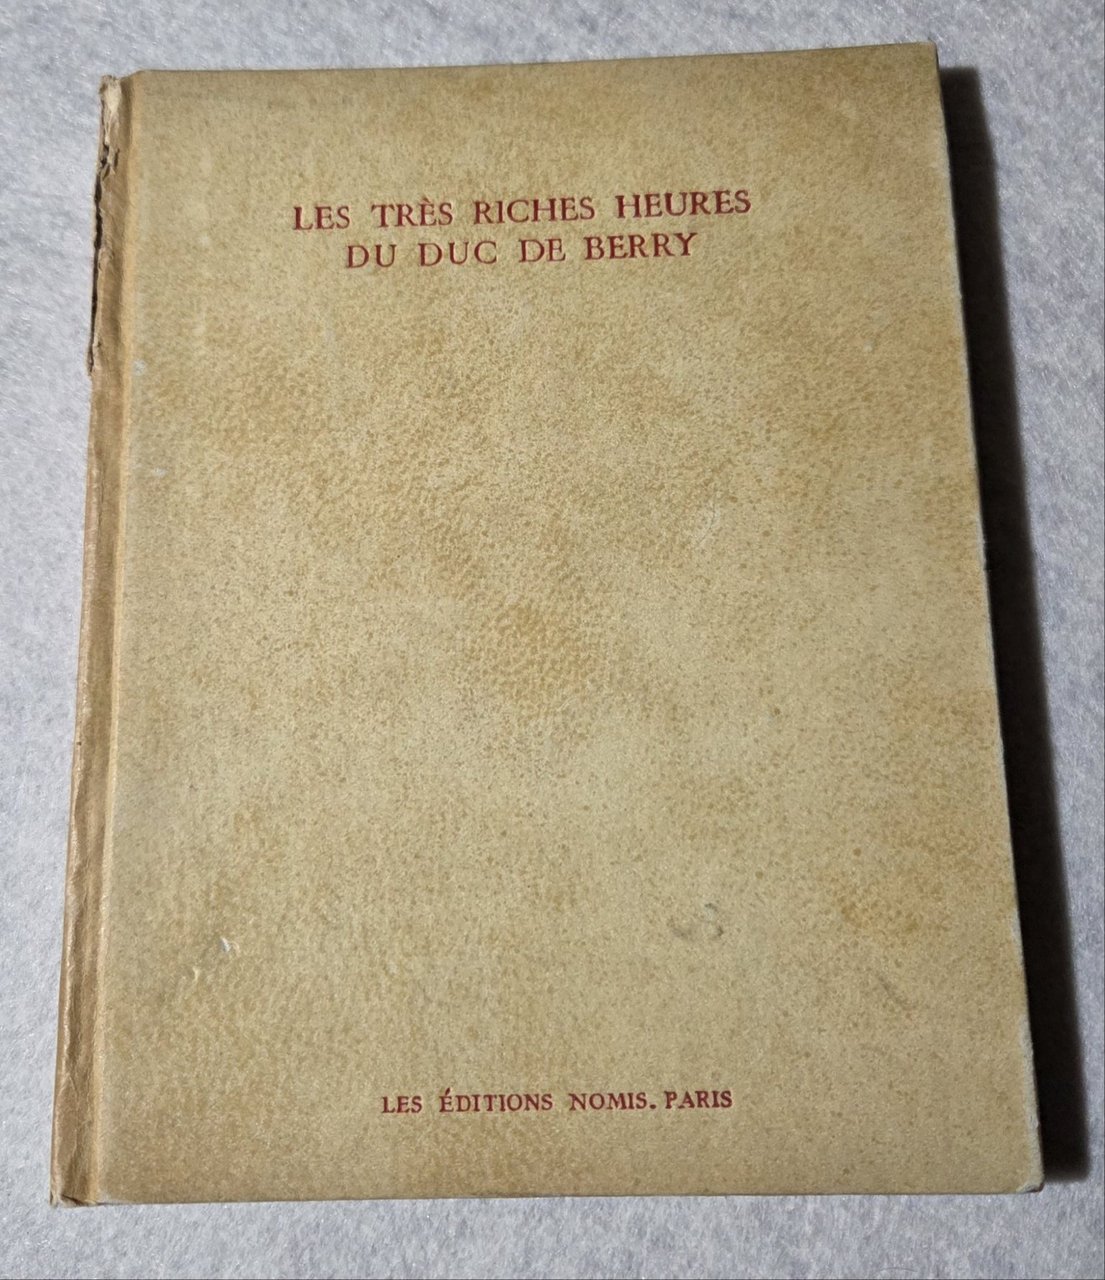 LES TRÈS RICHES HEURES
DU DUC DE BERRY
LES ÉDITIONS NOMIS. PARIS